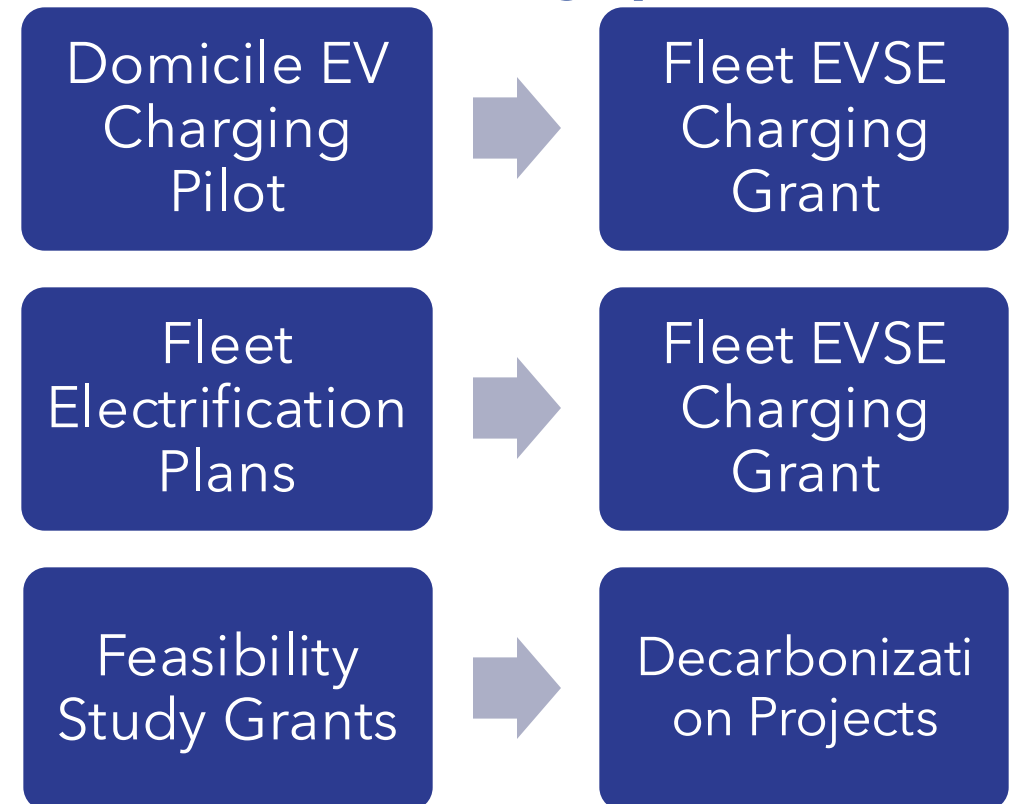 Domicile EV
Charging
Pilot
Fleet EVSE
Charging
Grant
Fleet
Electrification
Plans
Fleet EVSE
Charging
Grant
Feasibility
Study Grants
Decarbonizati
on Projects